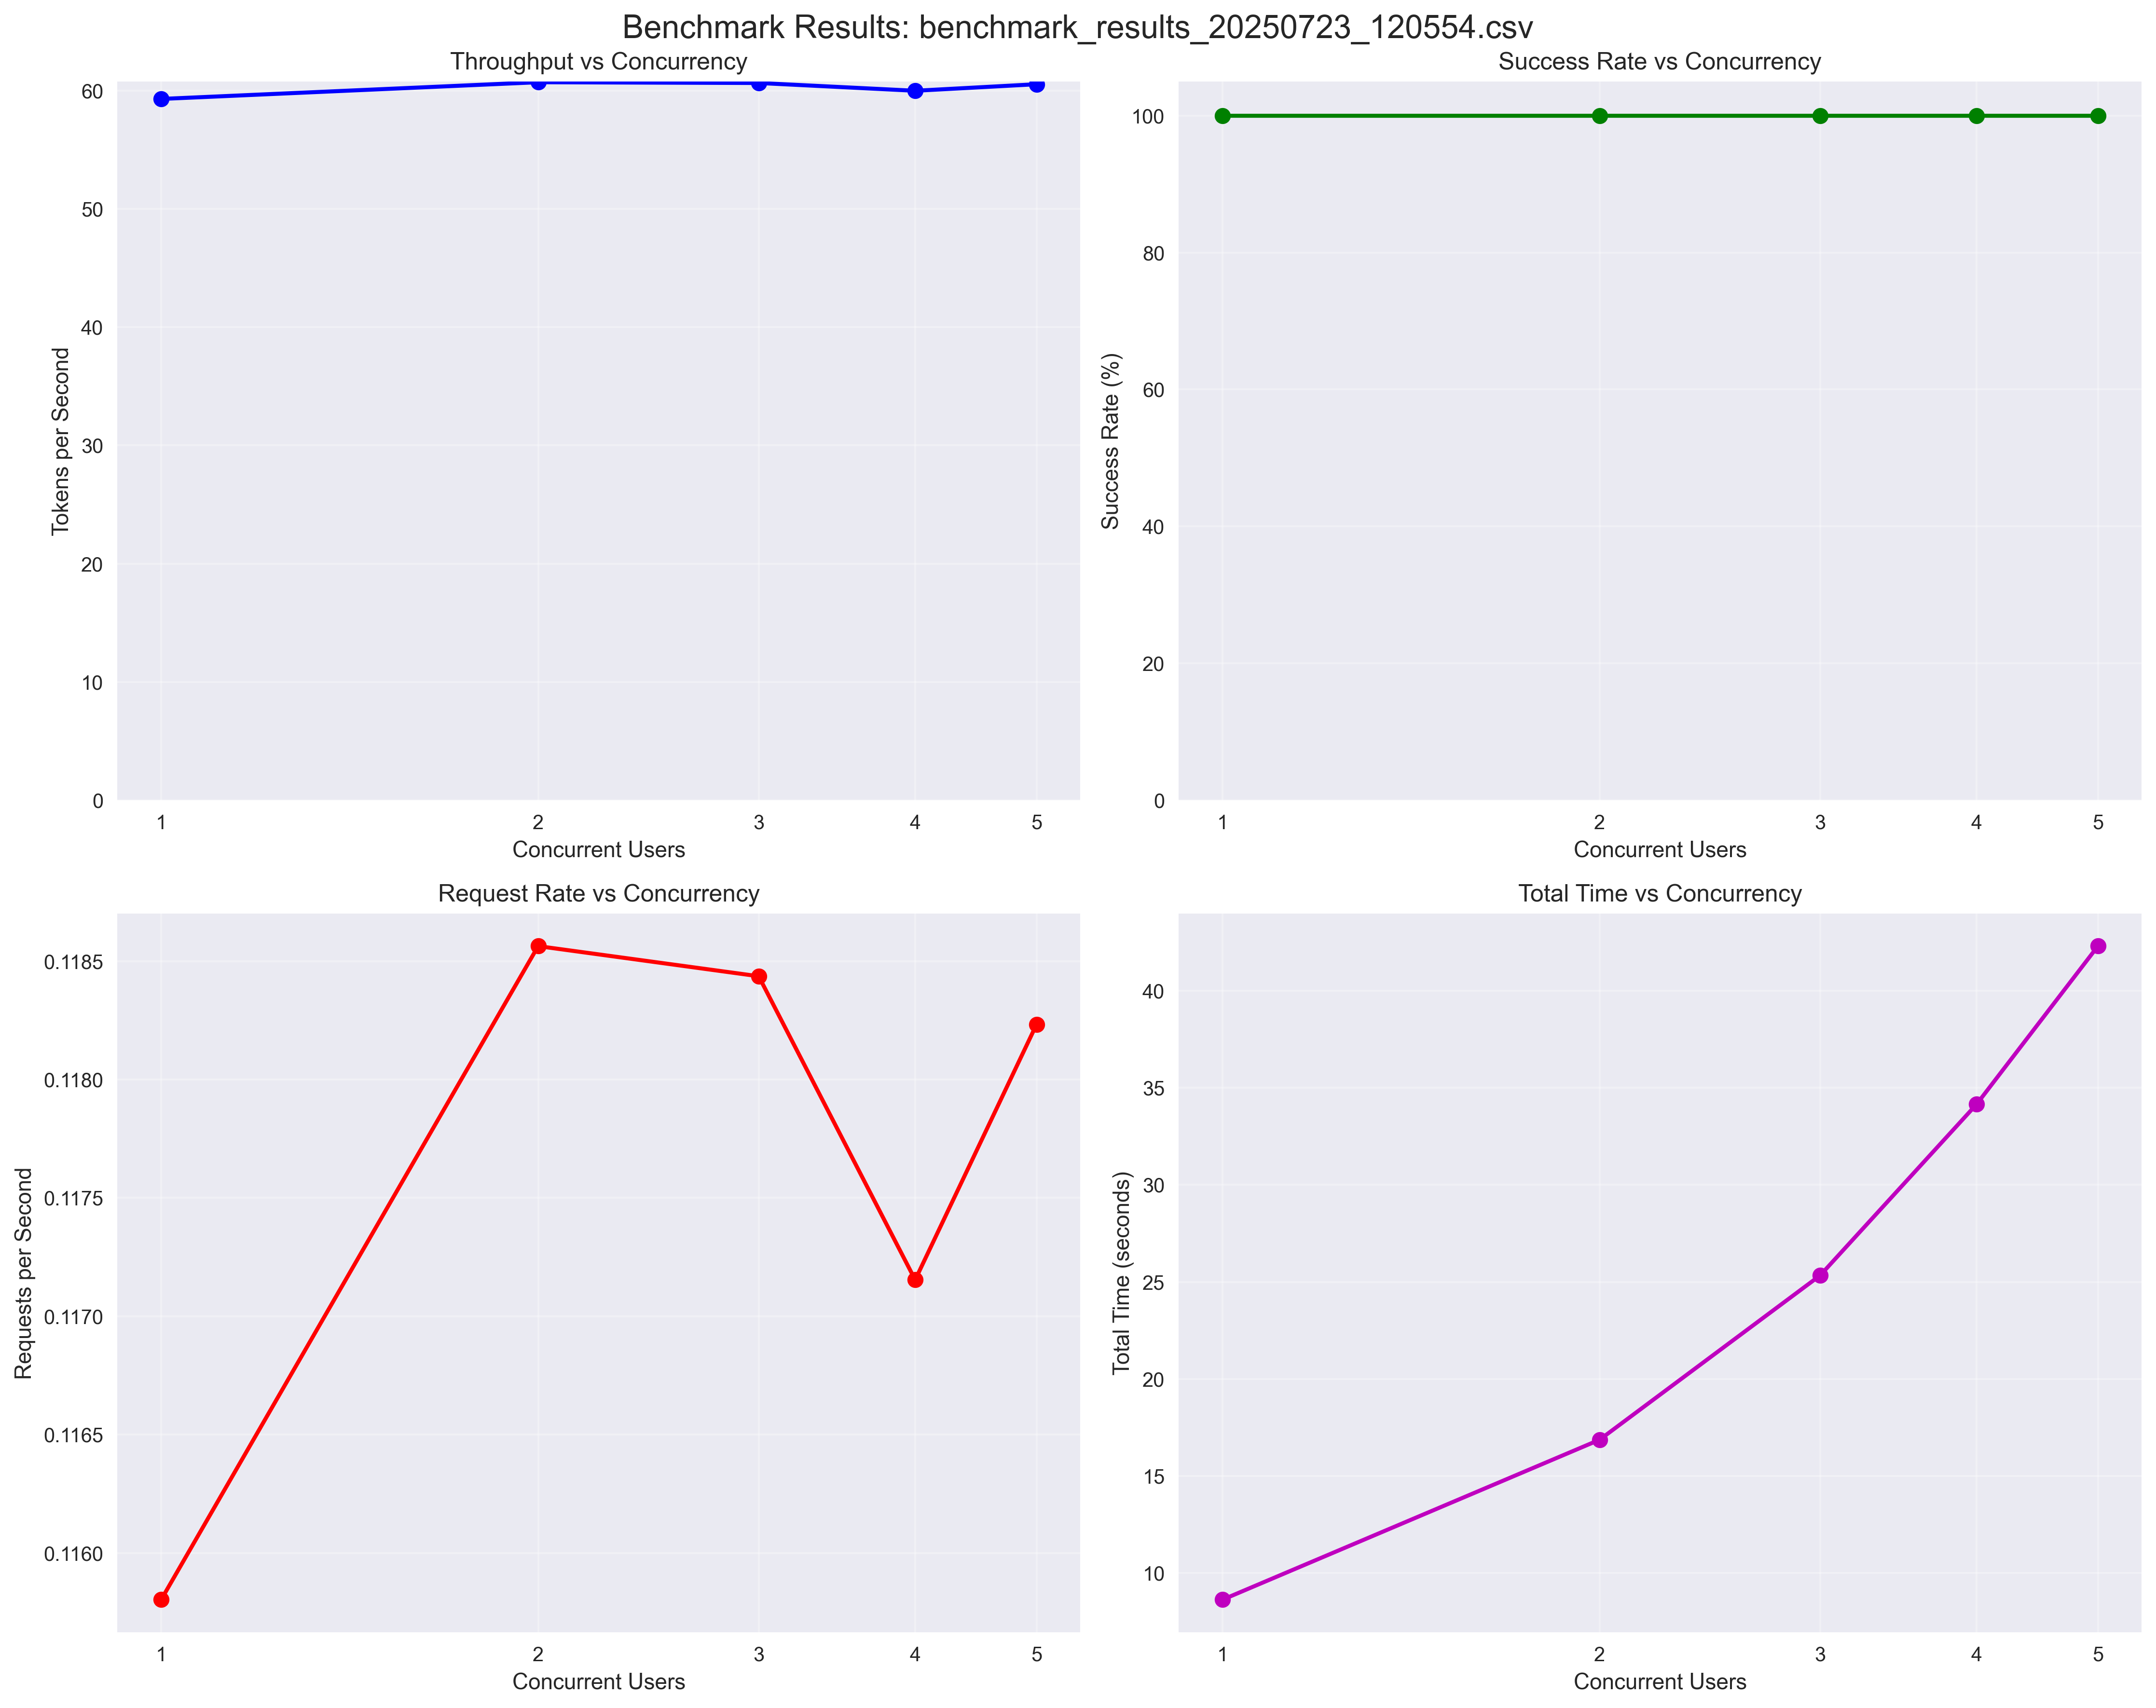 Benchmark Results: benchmark_results_20250723_120554.csv
Throughput vs Concurrency
Tokens per Second
60
50
40
30
20
10
0
1 2 3 4 5
Concurrent Users
Success Rate vs Concurrency
Success Rate (%)
100
80
60
40
20
0
1 2 3 4 5
Concurrent Users
Request Rate vs Concurrency
Requests per Second
0.1185
0.1180
0.1175
0.1170
0.1165
0.1160
1 2 3 4 5
Concurrent Users
Total Time vs Concurrency
Total Time (seconds)
40
35
30
25
20
15
10
1 2 3 4 5
Concurrent Users